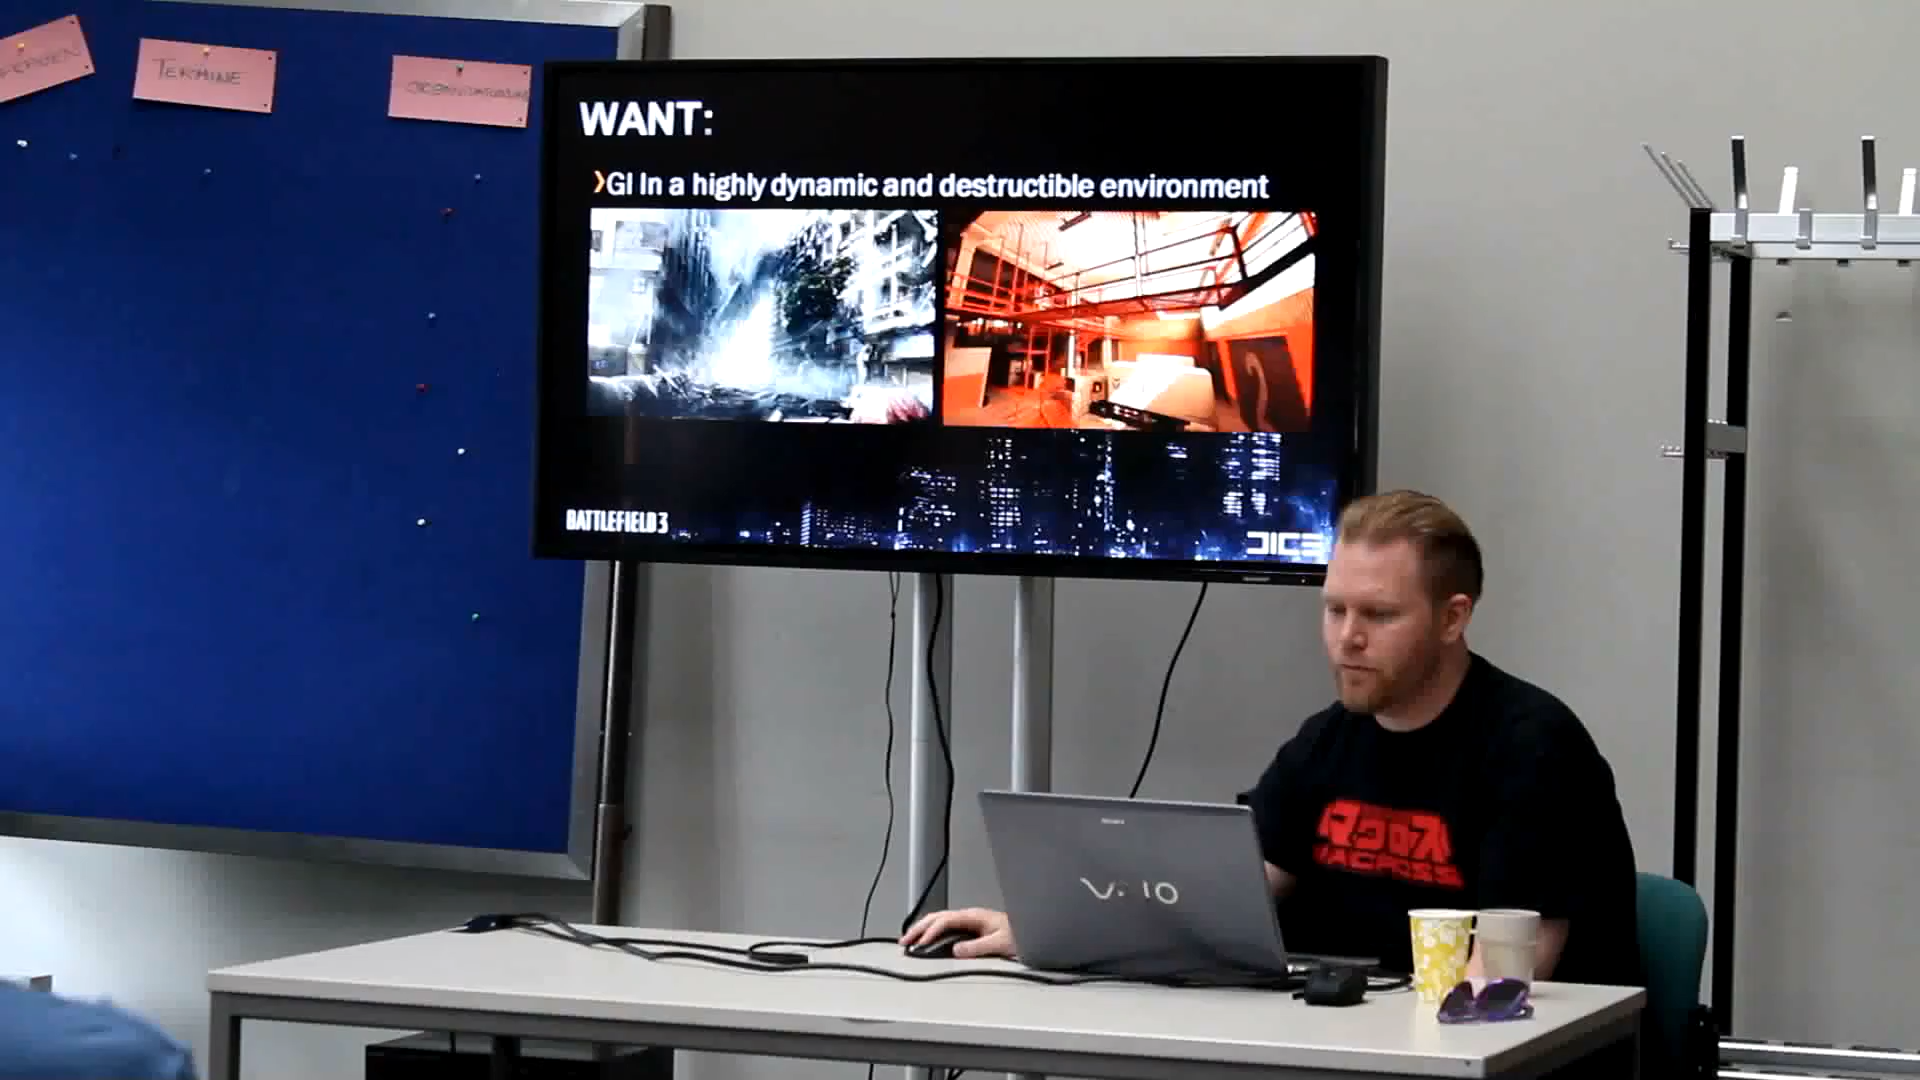 TERMINE
WANT:
›GI in a highly dynamic and destructible environment
BATTLEFIELD 3
DICE
VAIO
マクロス
MACROSS